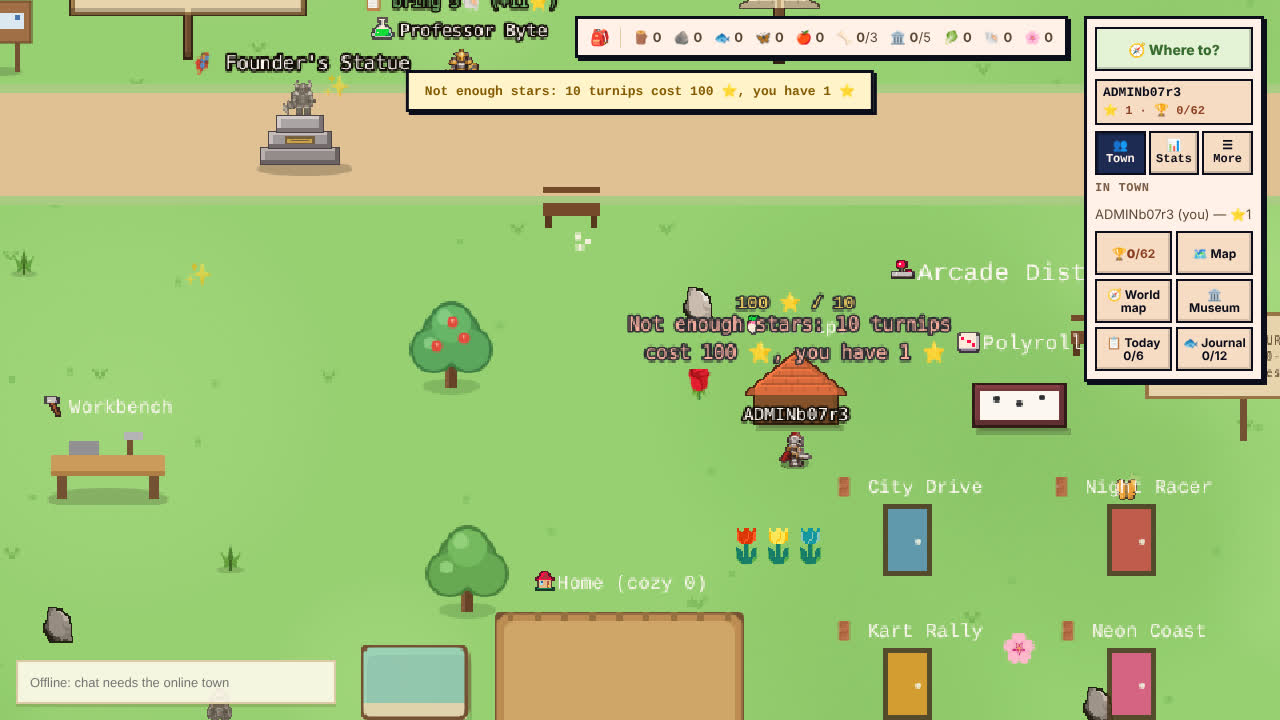 Professor Byte
Founder's Statue
0 0 0 0 0 0/3 0/5 0 0 0
Not enough stars: 10 turnips cost 100 ⭐, you have 1 ⭐
Where to?
ADMINb07r3
⭐ 1 · 🏆 0/62
Town
Stats
More
IN TOWN
ADMINb07r3 (you) — ⭐1
🏆0/62
Map
World map
Museum
Today 0/6
Journal 0/12
Arcade Dist
100 ⭐ / 10
Not enough stars: 10 turnips
cost 100 ⭐, you have 1 ⭐
Polyroll
Workbench
ADMINb07r3
City Drive
Night Racer
Home (cozy 0)
Kart Rally
Neon Coast
Offline: chat needs the online town